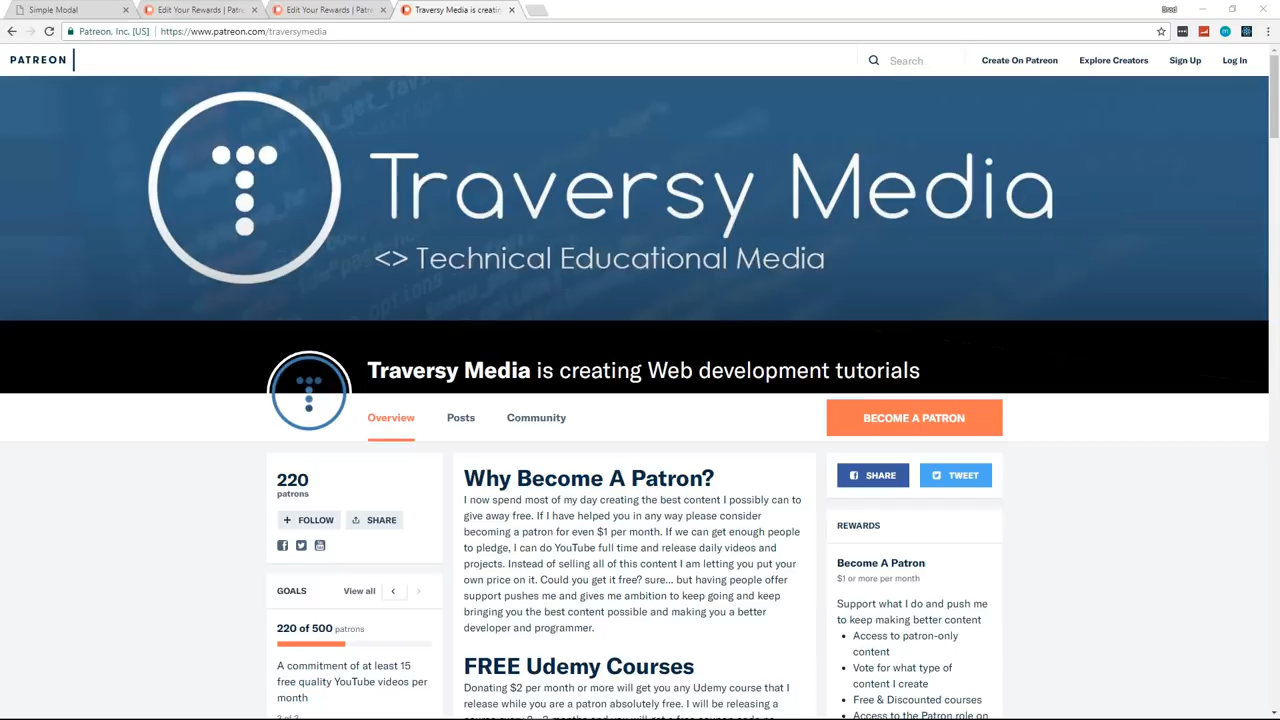 Simple Modal
Edit Your Rewards | Patr
Edit Your Rewards | Patre
Traversy Media is creatin
Brad
Patreon, Inc. [US]
https://www.patreon.com/traversymedia
PATREON
Search
Create On Patreon
Explore Creators
Sign Up
Log In
T
Traversy Media
<> Technical Educational Media
Traversy Media is creating Web development tutorials
Overview
Posts
Community
BECOME A PATRON
220
patrons
+ FOLLOW
SHARE
GOALS
View all
220 of 500 patrons
A commitment of at least 15
free quality YouTube videos per
month
Why Become A Patron?
I now spend most of my day creating the best content I possibly can to
give away free. If I have helped you in any way please consider
becoming a patron for even $1 per month. If we can get enough people
to pledge, I can do YouTube full time and release daily videos and
projects. Instead of selling all of this content I am letting you put your
own price on it. Could you get it free? sure... but having people offer
support pushes me and gives me ambition to keep going and keep
bringing you the best content possible and making you a better
developer and programmer.
FREE Udemy Courses
Donating $2 per month or more will get you any Udemy course that I
release while you are a patron absolutely free. I will be releasing a
SHARE
TWEET
REWARDS
Become A Patron
$1 or more per month
Support what I do and push me
to keep making better content
• Access to patron-only
content
• Vote for what type of
content I create
• Free & Discounted courses
• Access to the Patron role on